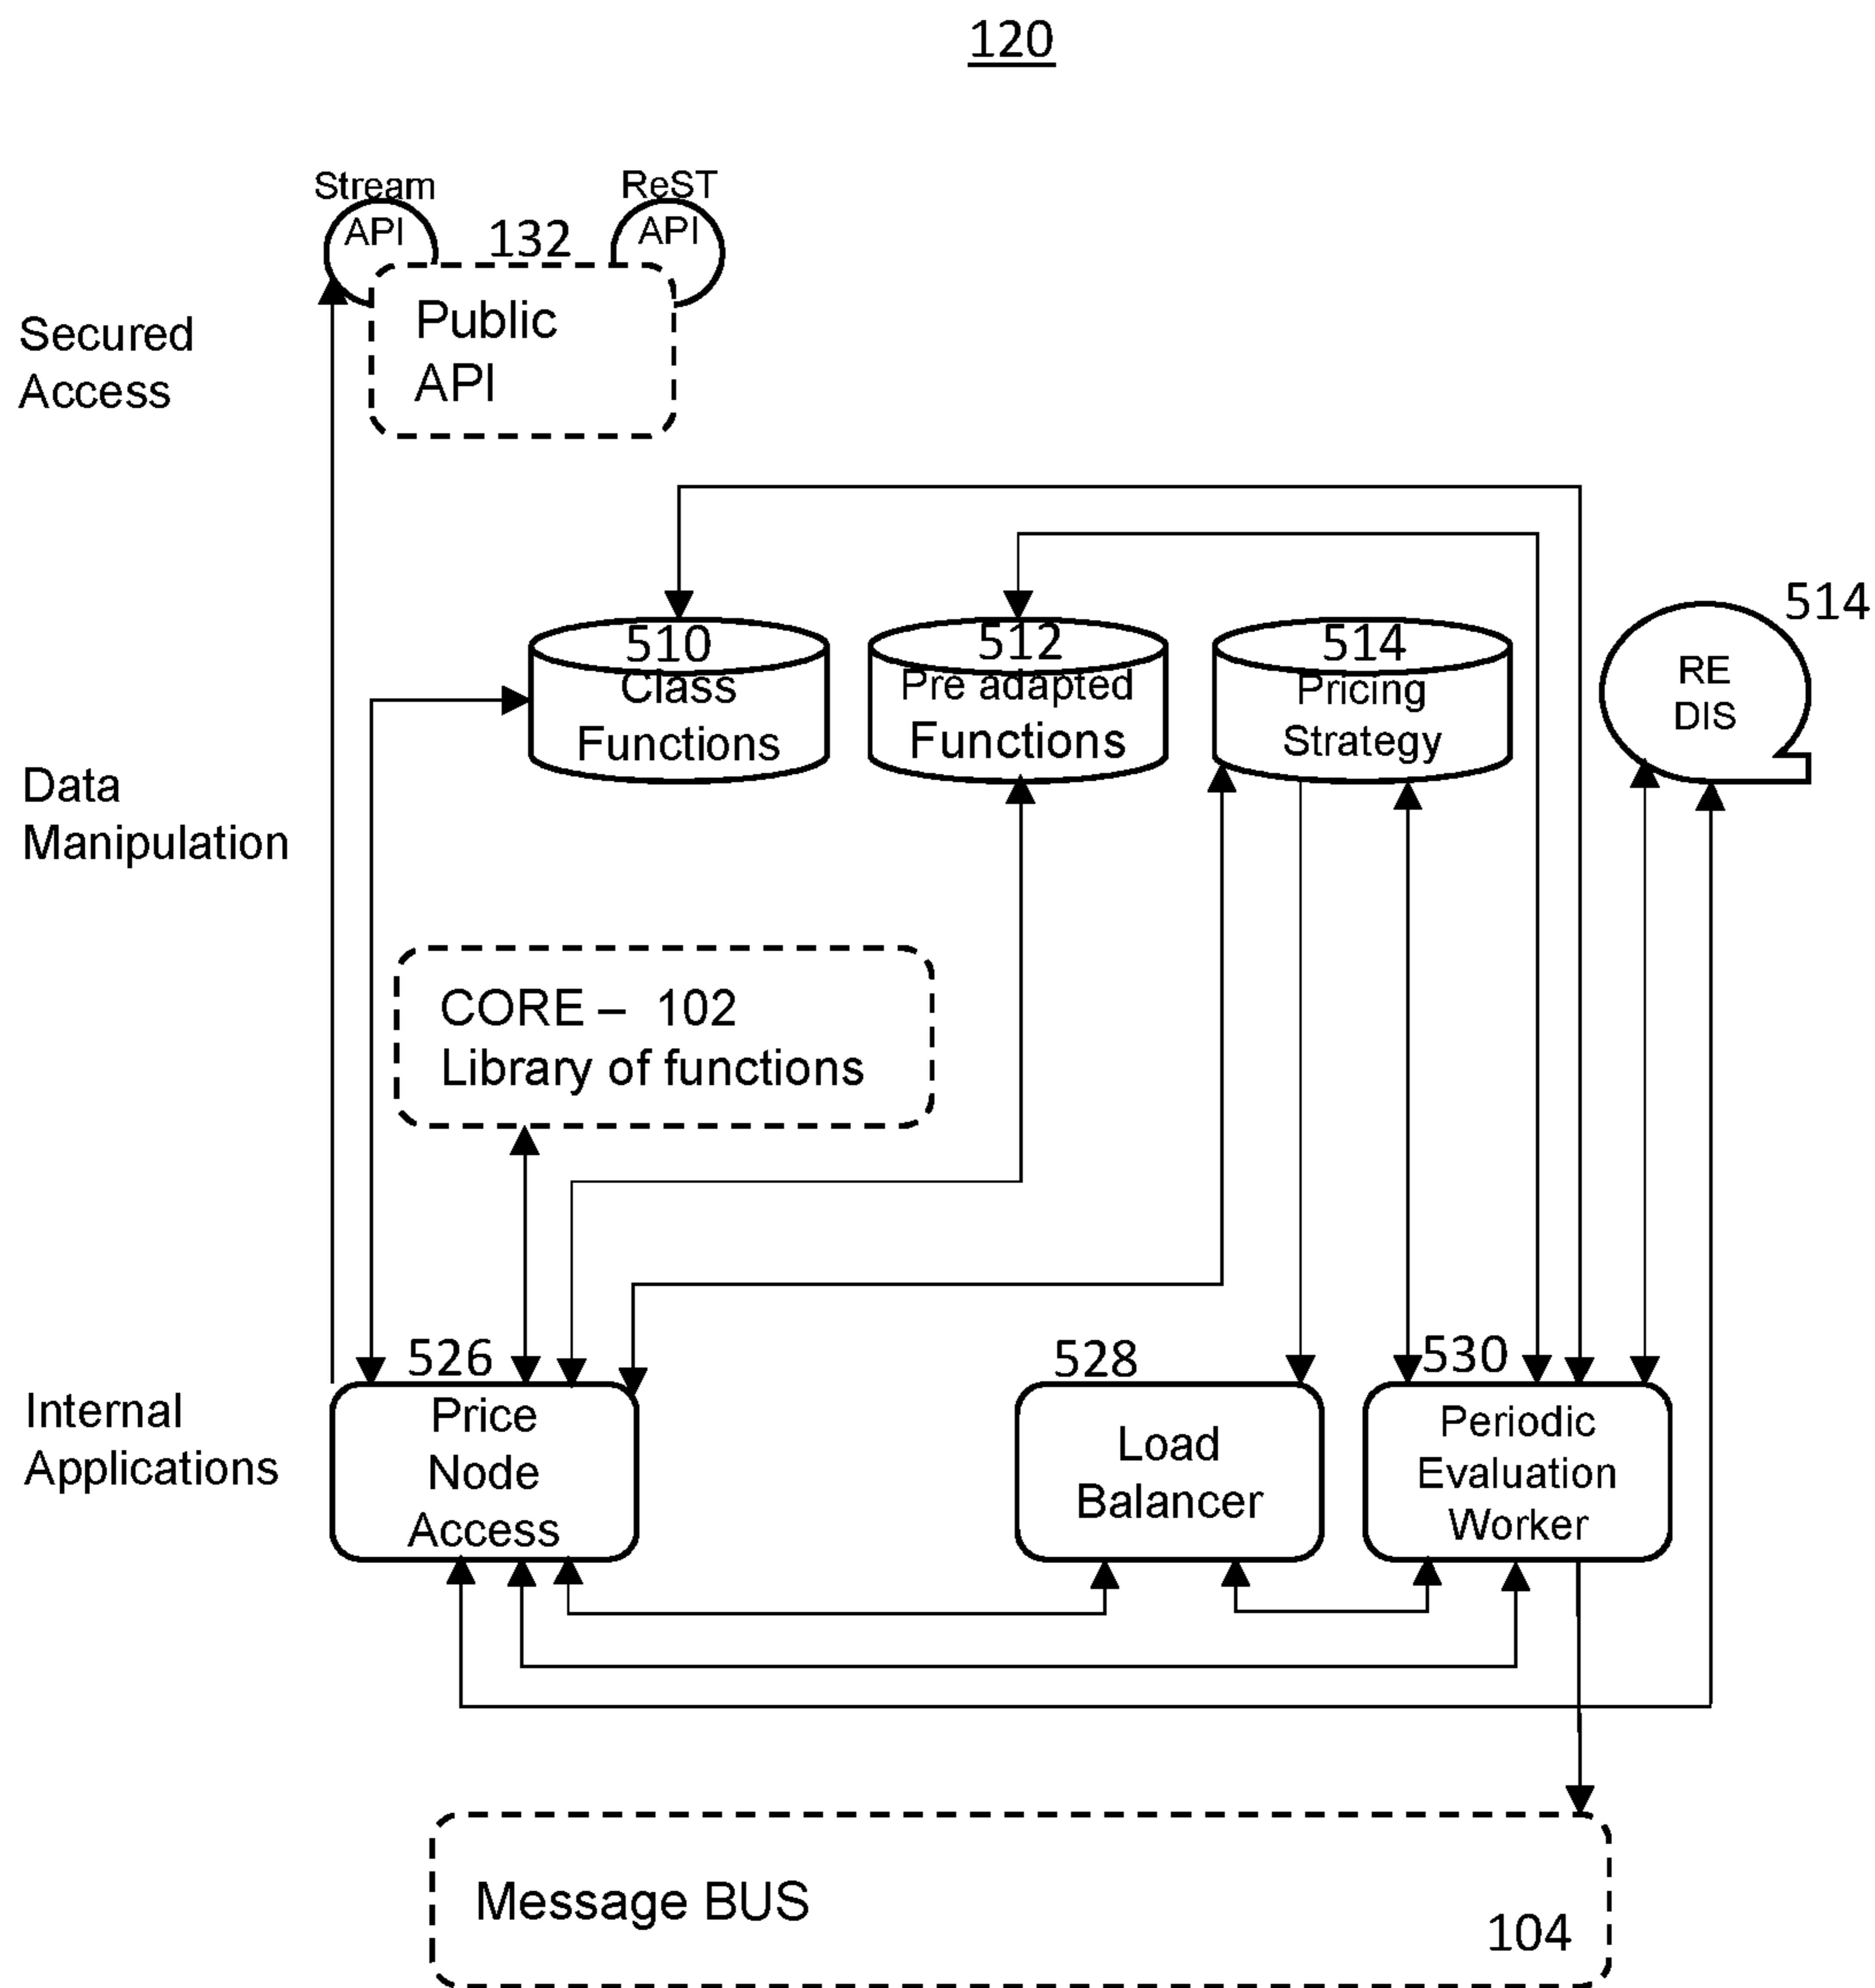 120
Stream
API
132
ReST
API
Public
API
Secured
Access
510
Class
Functions
512
Pre adapted
Functions
514
Pricing
Strategy
514
RE
DIS
Data
Manipulation
CORE – 102
Library of functions
Internal
Applications
526
Price
Node
Access
528
Load
Balancer
530
Periodic
Evaluation
Worker
Message BUS
104